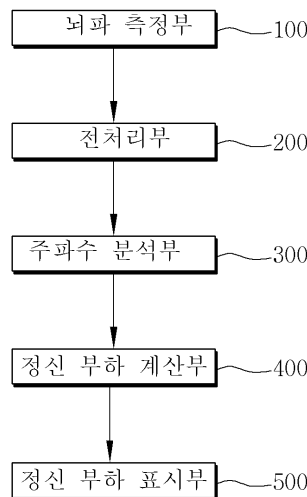 뇌파 측정부 100
전처리부 200
주파수 분석부 300
정신 부하 계산부 400
정신 부하 표시부 500